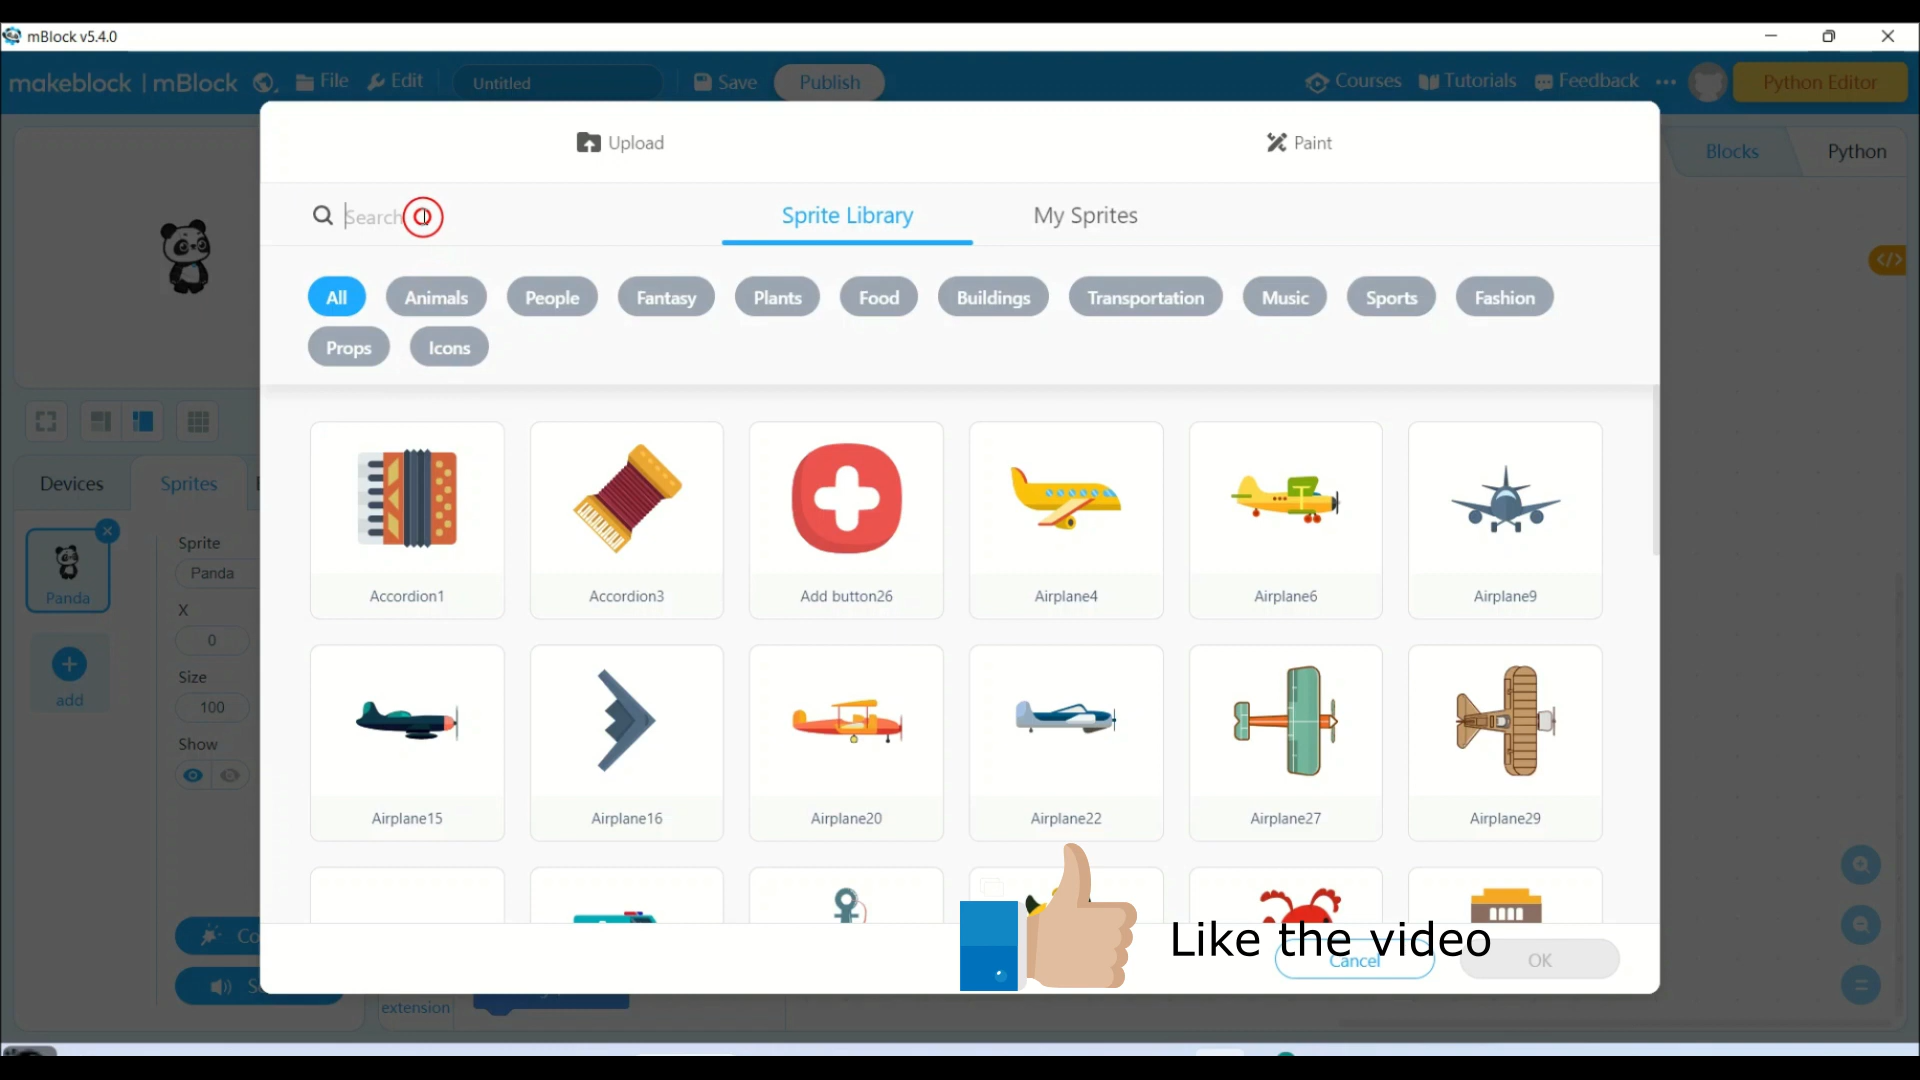 mBlock v5.4.0
makeblock | mBlock File Edit Untitled Save Publish Courses Tutorials Feedback Python Editor
Upload Paint
Blocks Python
Search Sprite Library My Sprites
All Animals People Fantasy Plants Food Buildings Transportation Music Sports Fashion
Props Icons
Devices Sprites
Sprite
Panda
Panda
X
0
Size
100
add
Show
Accordion1 Accordion3 Add button26 Airplane4 Airplane6 Airplane9
Airplane15 Airplane16 Airplane20 Airplane22 Airplane27 Airplane29
Like the video
Cancel OK
extension